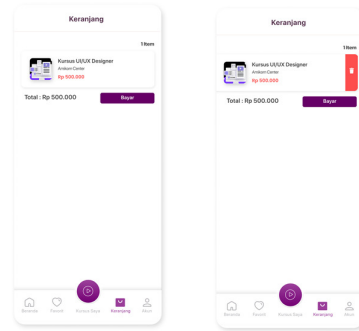 Keranjang
1 Item
Kursus UI/UX Designer
Amikom Center
Rp 500.000
Total : Rp 500.000
Bayar
Beranda
Favorit
Kursus Saya
Keranjang
Akun
Keranjang
1 Item
Kursus UI/UX Designer
Amikom Center
Rp 500.000
Total : Rp 500.000
Bayar
Beranda
Favorit
Kursus Saya
Keranjang
Akun